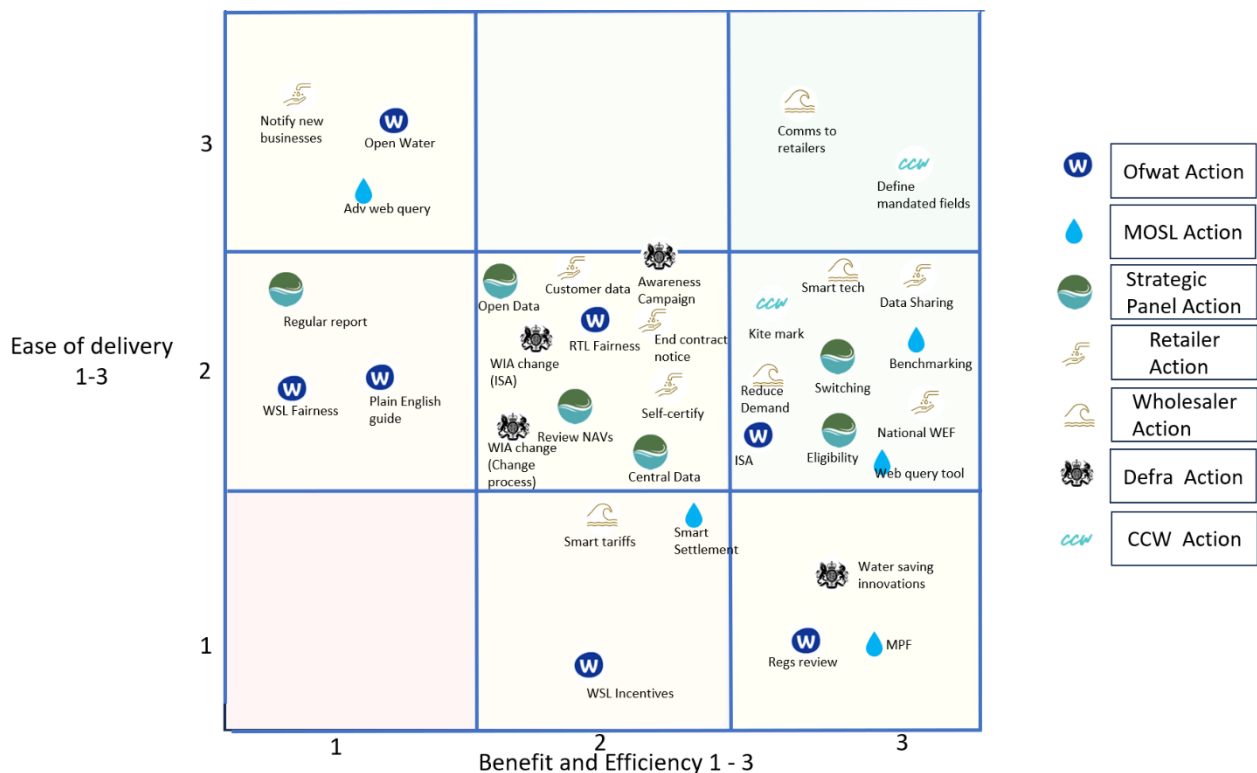 Notify new
businesses
W
Open Water
Adv web query
Comms to
retailers
ccw
Define
mandated fields
3
Regular report
W
WSL Fairness
W
Plain English
guide
Open Data
Customer data
Awareness
Campaign
WIA change
(ISA)
W
RTL Fairness
End contract
notice
Self-certify
WIA change
(Change
process)
Review NAVs
Central Data
Smart tech
Data Sharing
ccw
Kite mark
Benchmarking
Reduce
Demand
Switching
National WEF
W
ISA
Eligibility
Web query tool
Ease of delivery
1-3
2
Smart tariffs
Smart
Settlement
W
WSL Incentives
Water saving
innovations
W
Regs review
MPF
1
1
2
3
Benefit and Efficiency 1 - 3
W
Ofwat Action
MOSL Action
Strategic
Panel Action
Retailer
Action
Wholesaler
Action
Defra Action
ccw
CCW Action